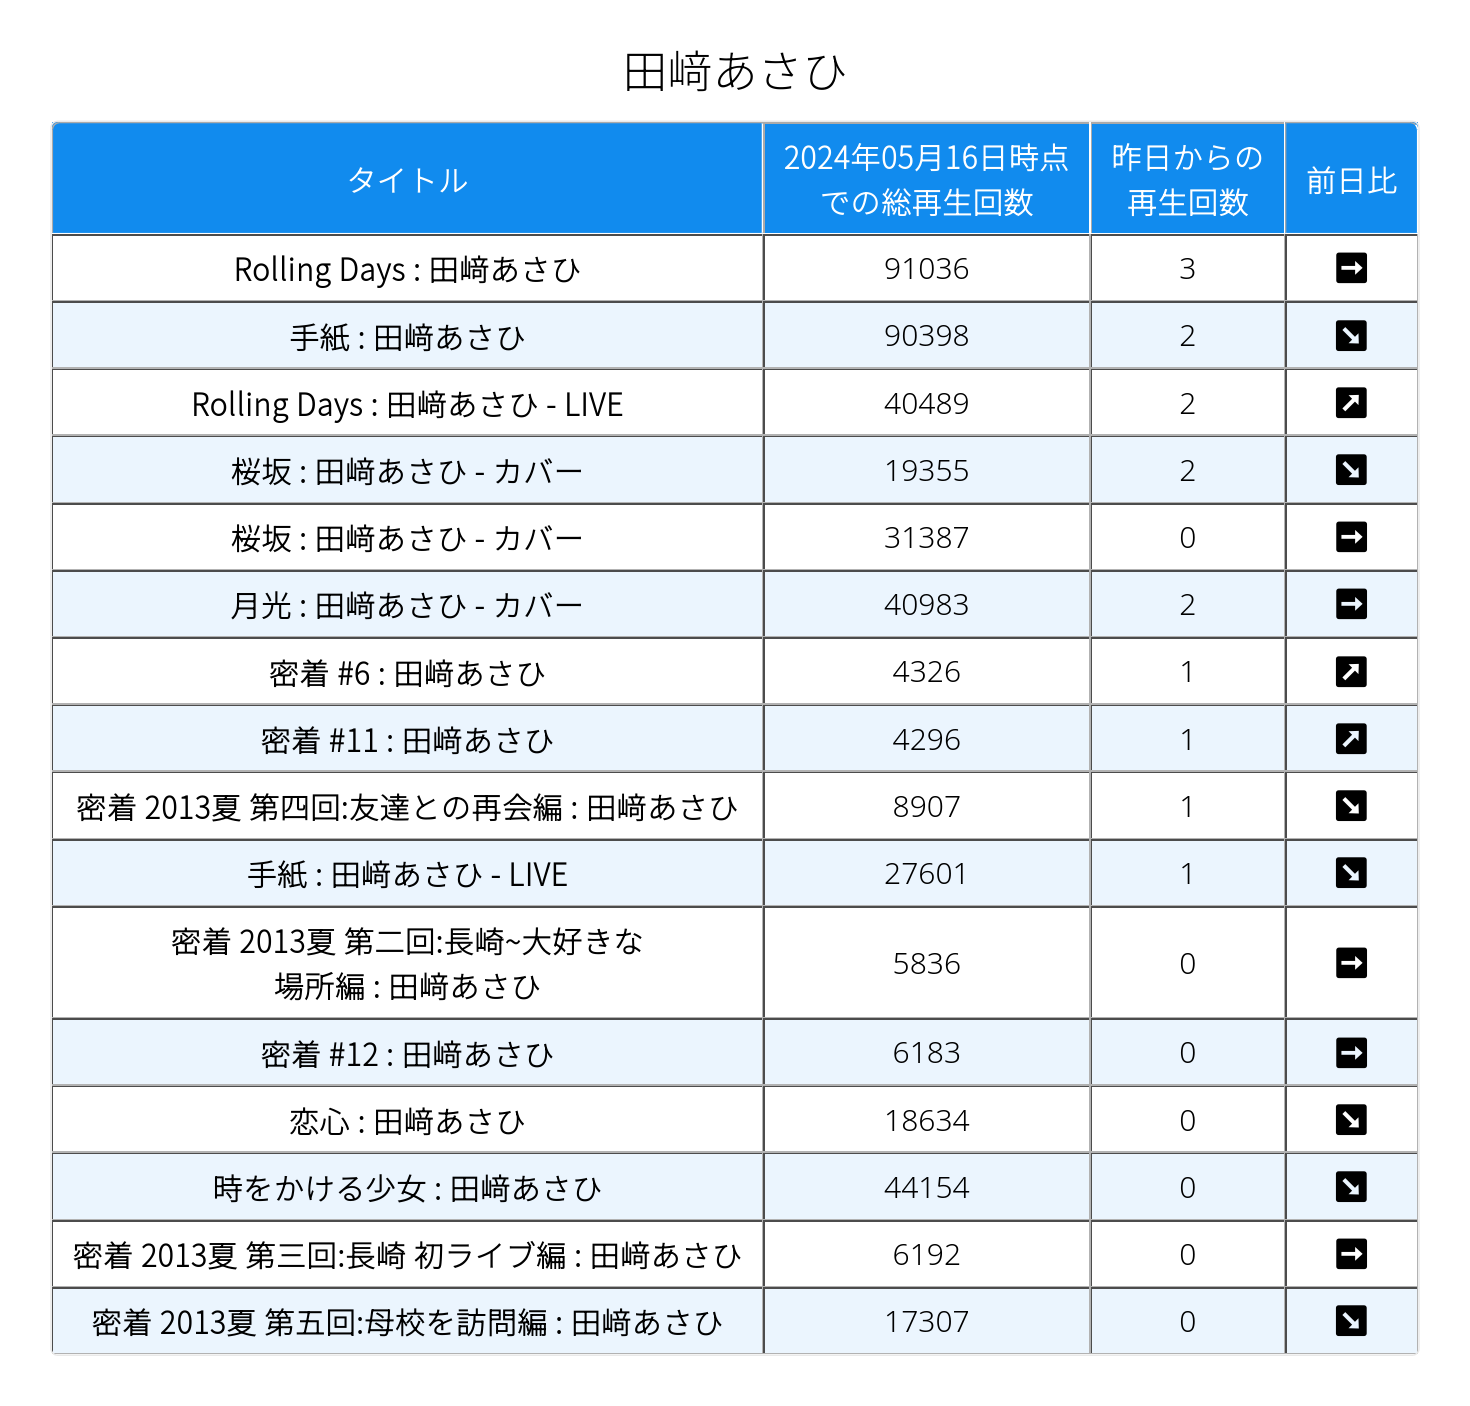 田﨑あさひ
タイトル
2024年05月16日時点
での総再生回数
昨日からの
再生回数
前日比
Rolling Days : 田﨑あさひ 91036 3 ➡
手紙 : 田﨑あさひ 90398 2 ↘
Rolling Days : 田﨑あさひ - LIVE 40489 2 ↗
桜坂 : 田﨑あさひ - カバー 19355 2 ↘
桜坂 : 田﨑あさひ - カバー 31387 0 ➡
月光 : 田﨑あさひ - カバー 40983 2 ➡
密着 #6 : 田﨑あさひ 4326 1 ↗
密着 #11 : 田﨑あさひ 4296 1 ↗
密着 2013夏 第四回:友達との再会編 : 田﨑あさひ 8907 1 ↘
手紙 : 田﨑あさひ - LIVE 27601 1 ↘
密着 2013夏 第二回:長崎~大好きな
場所編 : 田﨑あさひ 5836 0 ➡
密着 #12 : 田﨑あさひ 6183 0 ➡
恋心 : 田﨑あさひ 18634 0 ↘
時をかける少女 : 田﨑あさひ 44154 0 ↘
密着 2013夏 第三回:長崎 初ライブ編 : 田﨑あさひ 6192 0 ➡
密着 2013夏 第五回:母校を訪問編 : 田﨑あさひ 17307 0 ↘